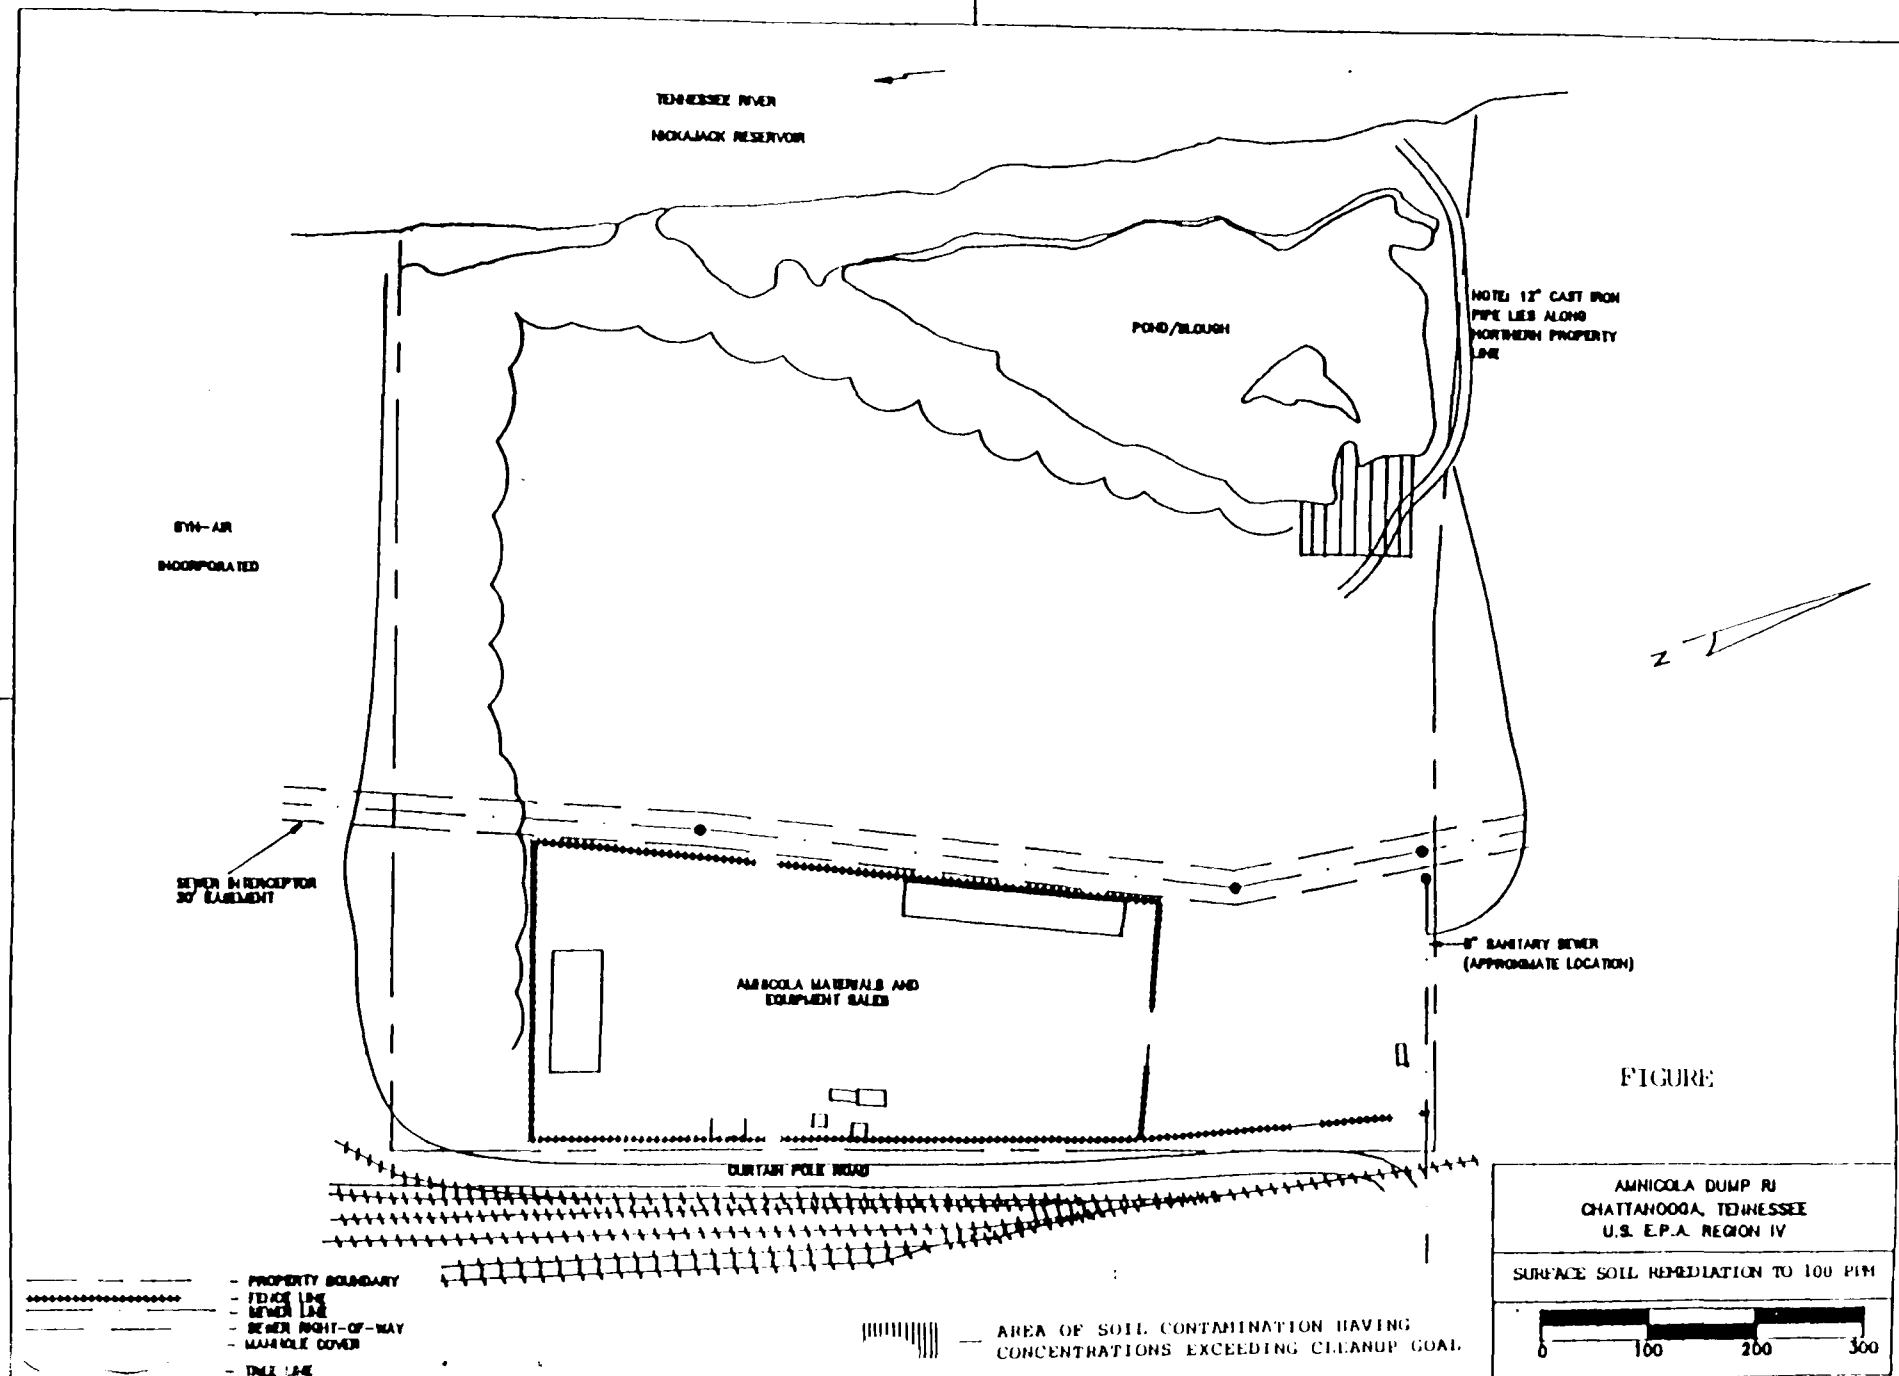 TENNESSEE RIVER
NICKAJACK RESERVOIR
NOTE: 12" CAST IRON
PIPE LIES ALONG
NORTHERN PROPERTY
LINE
POND/SLOUGH
SYN-AIR
INCORPORATED
N
SEWER INTERCEPTOR
30' EASEMENT
8" SANITARY SEWER
(APPROXIMATE LOCATION)
AMNICOLA MATERIALS AND
EQUIPMENT SALES
FIGURE
CURTAIN POLE ROAD
AMNICOLA DUMP RI
CHATTANOOGA, TENNESSEE
U.S. E.P.A. REGION IV
SURFACE SOIL REMEDIATION TO 100 PPM
0 100 200 300
- PROPERTY BOUNDARY
- FENCE LINE
- SEWER LINE
- SEWER RIGHT-OF-WAY
- MANHOLE COVER
- TREE LINE
— AREA OF SOIL CONTAMINATION HAVING
CONCENTRATIONS EXCEEDING CLEANUP GOAL